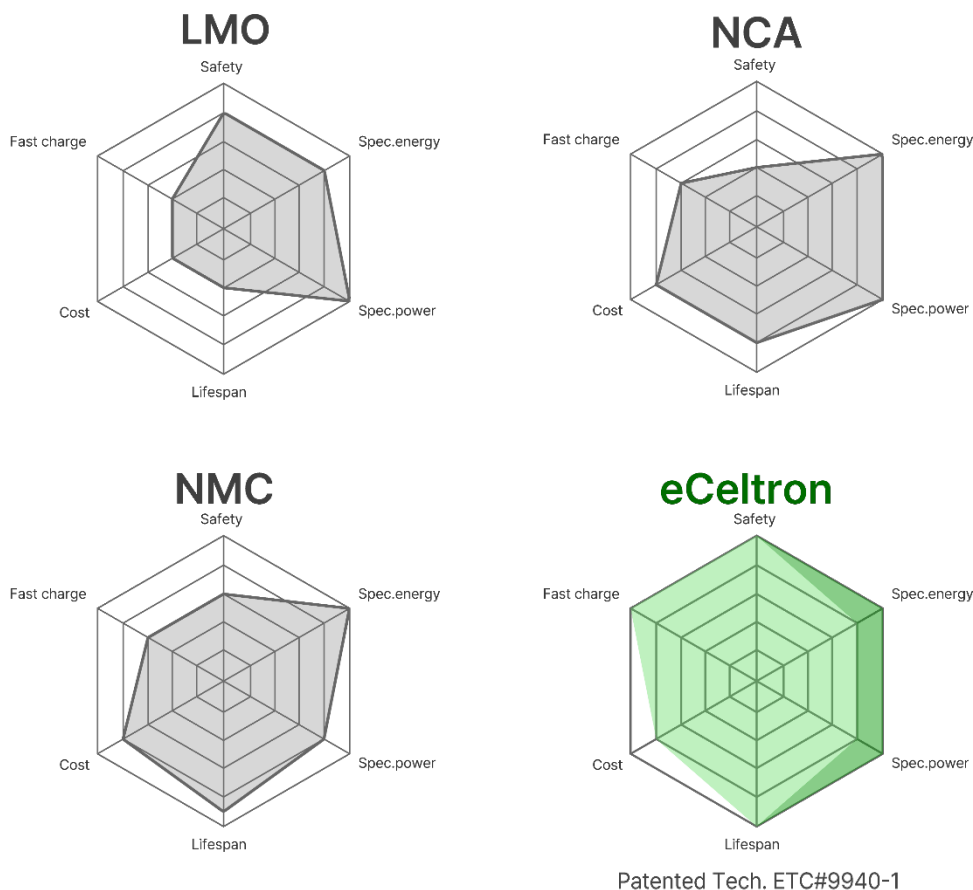 LMO
Safety
Fast charge
Spec.energy
Cost
Spec.power
Lifespan
NCA
Safety
Fast charge
Spec.energy
Cost
Spec.power
Lifespan
NMC
Safety
Fast charge
Spec.energy
Cost
Spec.power
Lifespan
eCeltron
Safety
Fast charge
Spec.energy
Cost
Spec.power
Lifespan
Patented Tech. ETC#9940-1